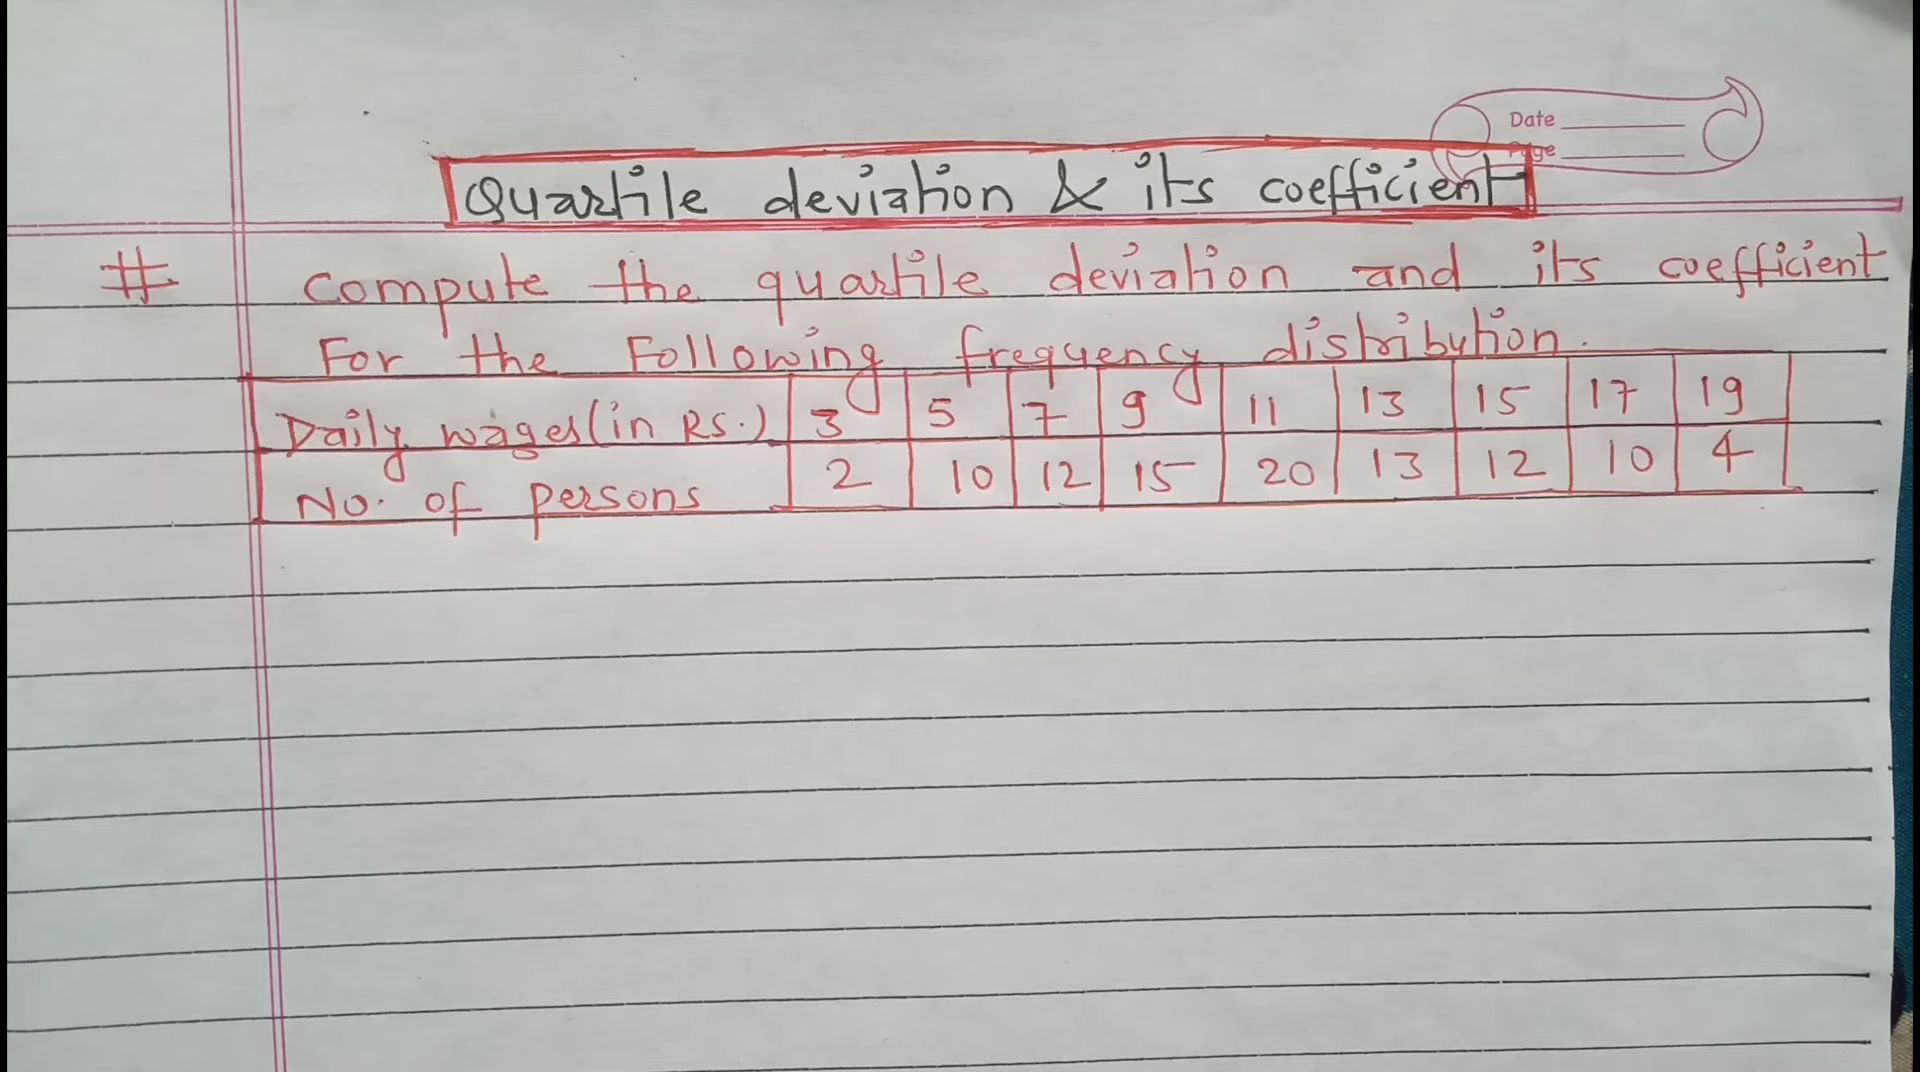 Date
Page
Quartile deviation & its coefficient
# Compute the quartile deviation and its coefficient
For the Following frequency distribution.
Daily wages (in RS.) 3 5 7 9 11 13 15 17 19
No. of persons 2 10 12 15 20 13 12 10 4